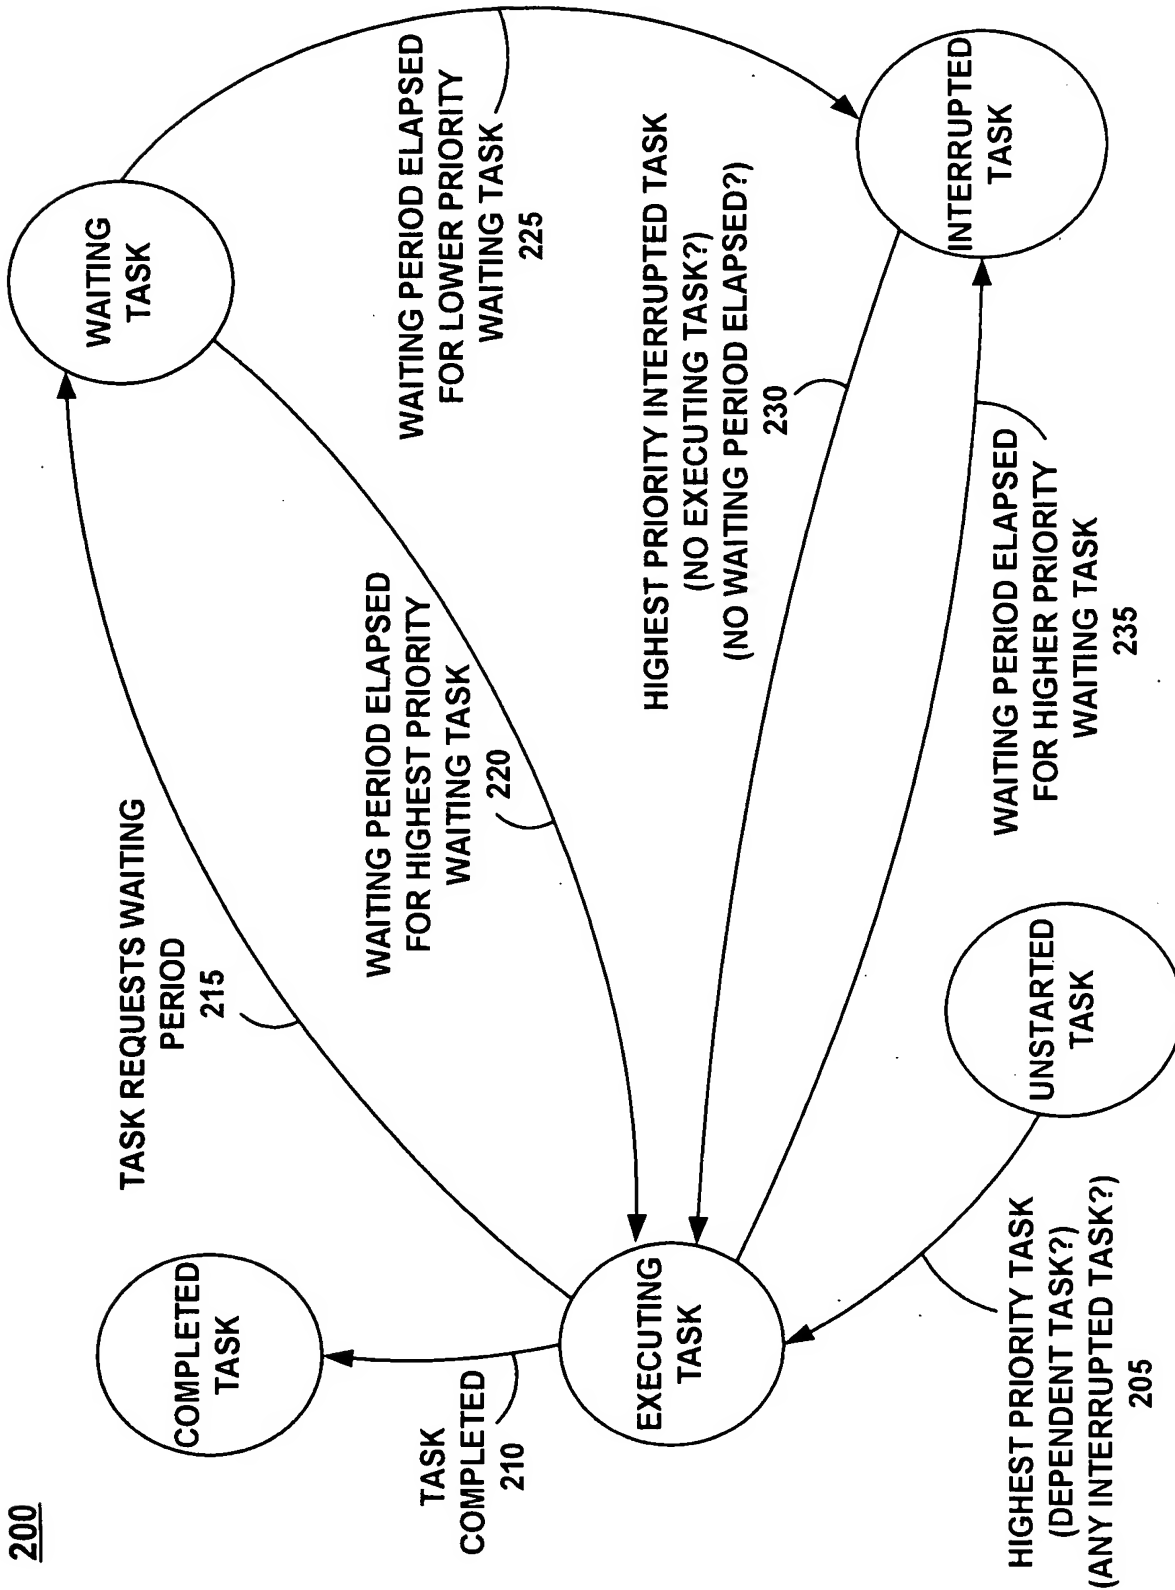 200
COMPLETED
TASK
TASK
COMPLETED
210
TASK REQUESTS WAITING
PERIOD
215
WAITING
TASK
WAITING PERIOD ELAPSED
FOR HIGHEST PRIORITY
WAITING TASK
220
WAITING PERIOD ELAPSED
FOR LOWER PRIORITY
WAITING TASK
225
EXECUTING
TASK
HIGHEST PRIORITY INTERRUPTED TASK
(NO EXECUTING TASK?)
(NO WAITING PERIOD ELAPSED?)
230
INTERRUPTED
TASK
HIGHEST PRIORITY TASK
(DEPENDENT TASK?)
(ANY INTERRUPTED TASK?)
205
UNSTARTED
TASK
WAITING PERIOD ELAPSED
FOR HIGHER PRIORITY
WAITING TASK
235